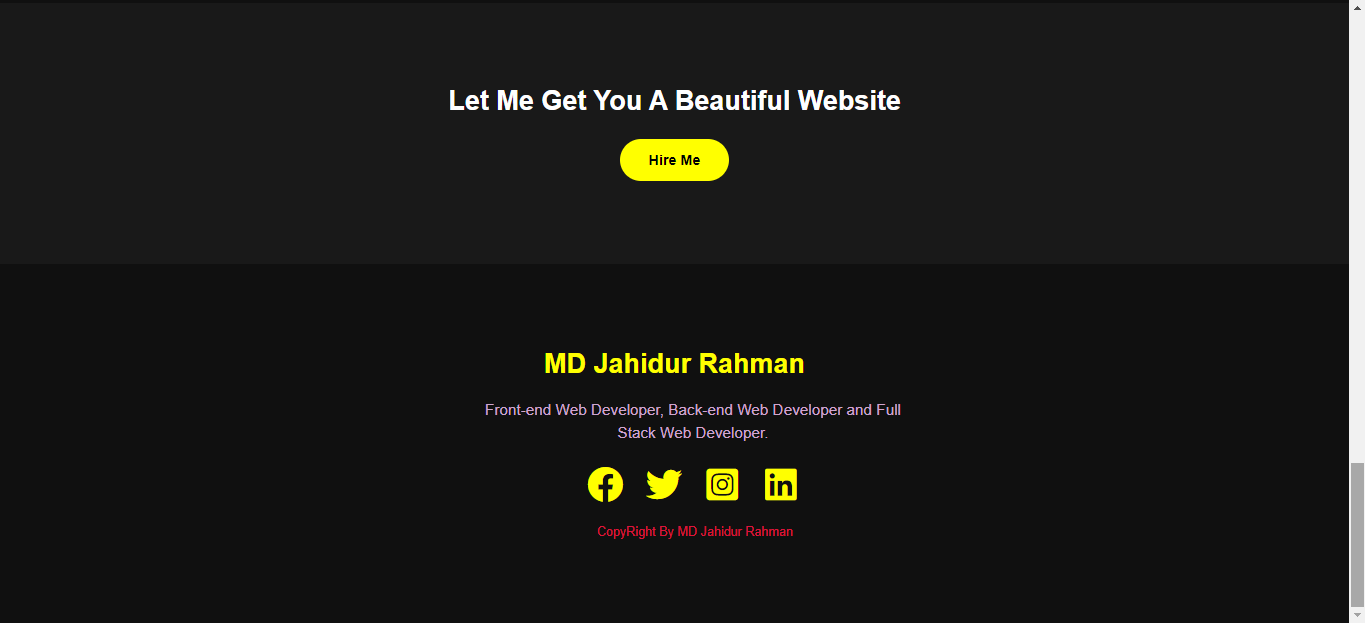 Let Me Get You A Beautiful Website
Hire Me
MD Jahidur Rahman
Front-end Web Developer, Back-end Web Developer and Full
Stack Web Developer.
CopyRight By MD Jahidur Rahman